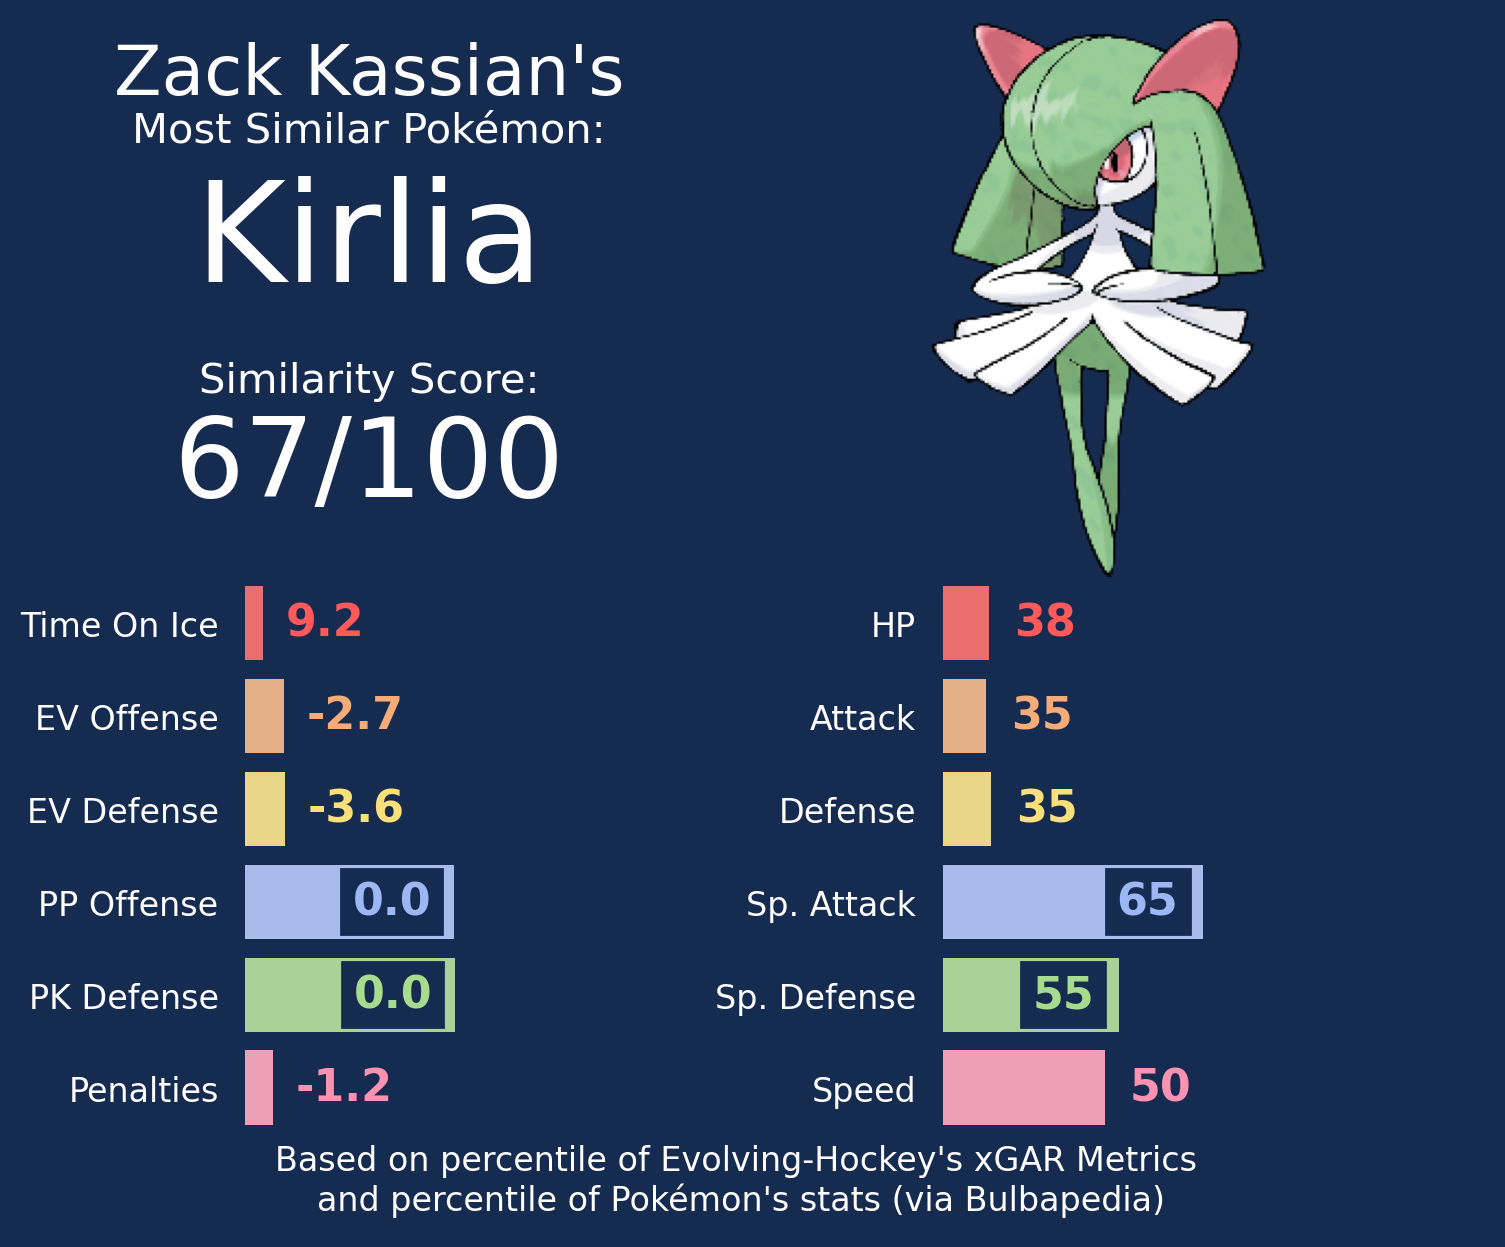 Zack Kassian's
Most Similar Pokémon:
Kirlia
Similarity Score:
67/100
Time On Ice 9.2
EV Offense -2.7
EV Defense -3.6
PP Offense 0.0
PK Defense 0.0
Penalties -1.2
HP 38
Attack 35
Defense 35
Sp. Attack 65
Sp. Defense 55
Speed 50
Based on percentile of Evolving-Hockey's xGAR Metrics
and percentile of Pokémon's stats (via Bulbapedia)